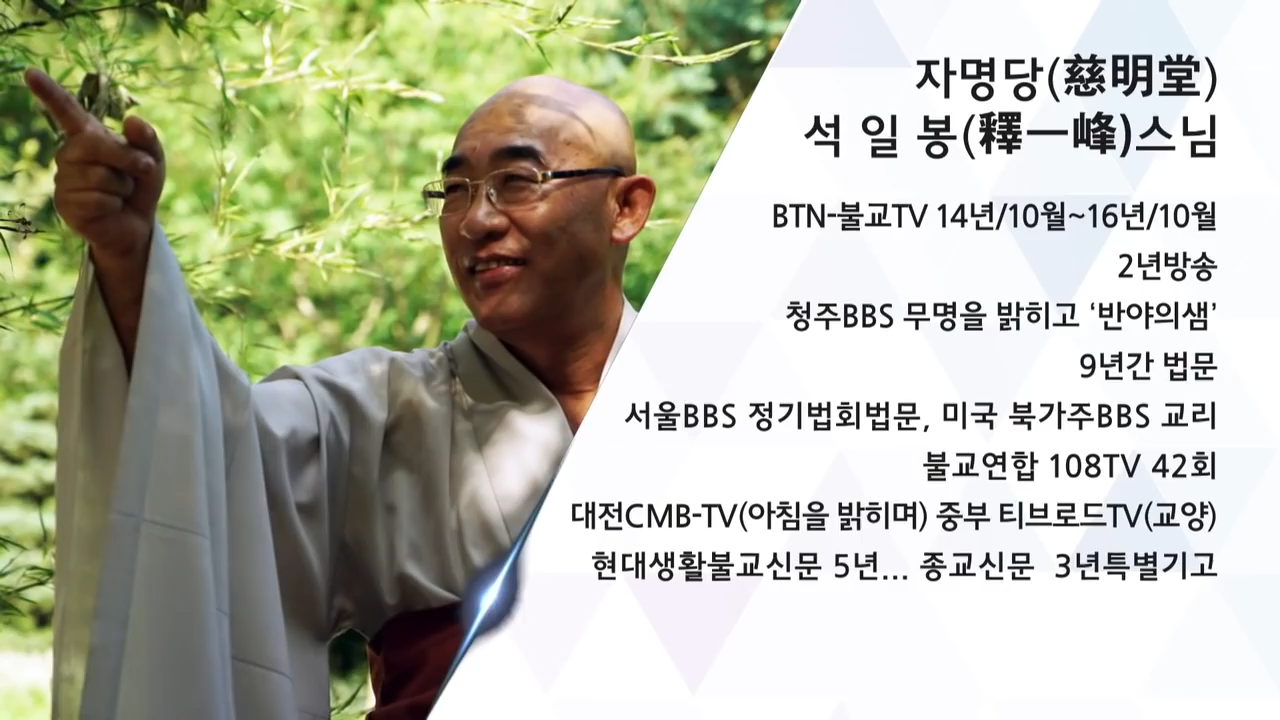 자명당(慈明堂)
석 일 봉(釋一峰)스님
BTN-불교TV 14년/10월~16년/10월
2년방송
청주BBS 무명을 밝히고 ‘반야의샘’
9년간 법문
서울BBS 정기법회법문, 미국 북가주BBS 교리
불교연합 108TV 42회
대전CMB-TV(아침을 밝히며) 중부 티브로드TV(교양)
현대생활불교신문 5년... 종교신문 3년특별기고